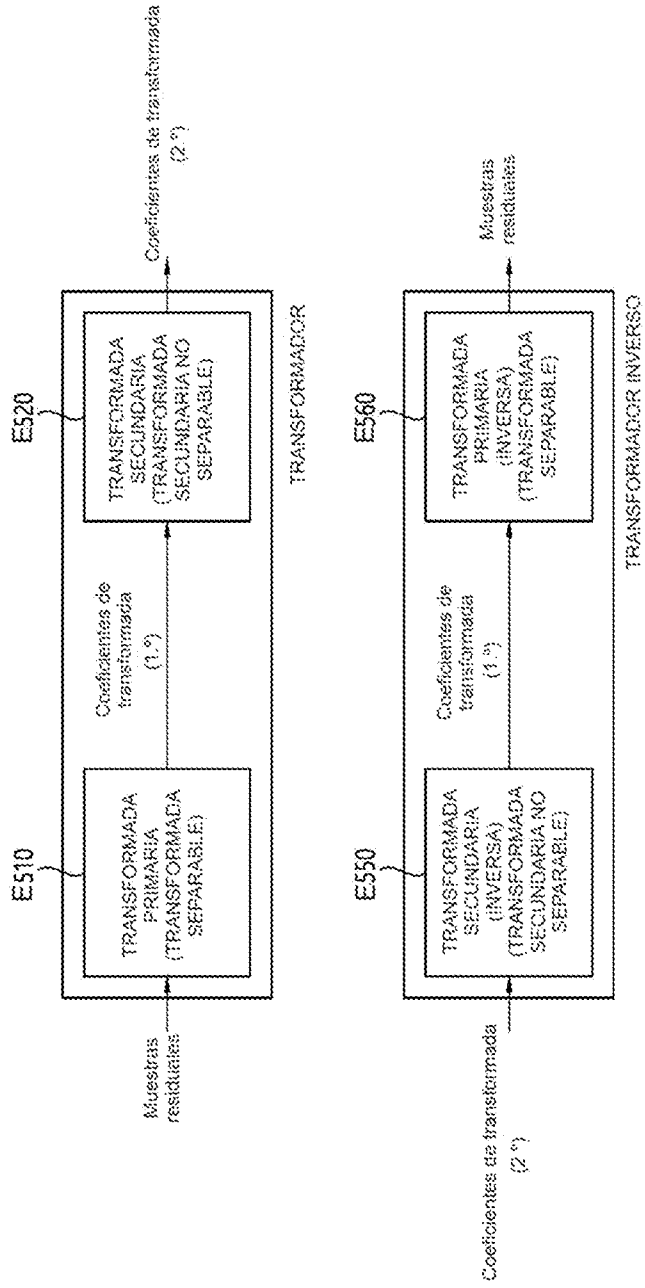 Muestras
residuales
E510
TRANSFORMADA
PRIMARIA
(TRANSFORMADA
SEPARABLE)
Coeficientes de
transformada
(1.º)
E520
TRANSFORMADA
SECUNDARIA
(TRANSFORMADA
SECUNDARIA NO
SEPARABLE)
Coeficientes de transformada
(2.º)
TRANSFORMADOR
Coeficientes de transformada
(2.º)
E550
TRANSFORMADA
SECUNDARIA
(INVERSA)
(TRANSFORMADA
SECUNDARIA NO
SEPARABLE)
Coeficientes de
transformada
(1.º)
E560
TRANSFORMADA
PRIMARIA
(INVERSA)
(TRANSFORMADA
SEPARABLE)
Muestras
residuales
TRANSFORMADOR INVERSO